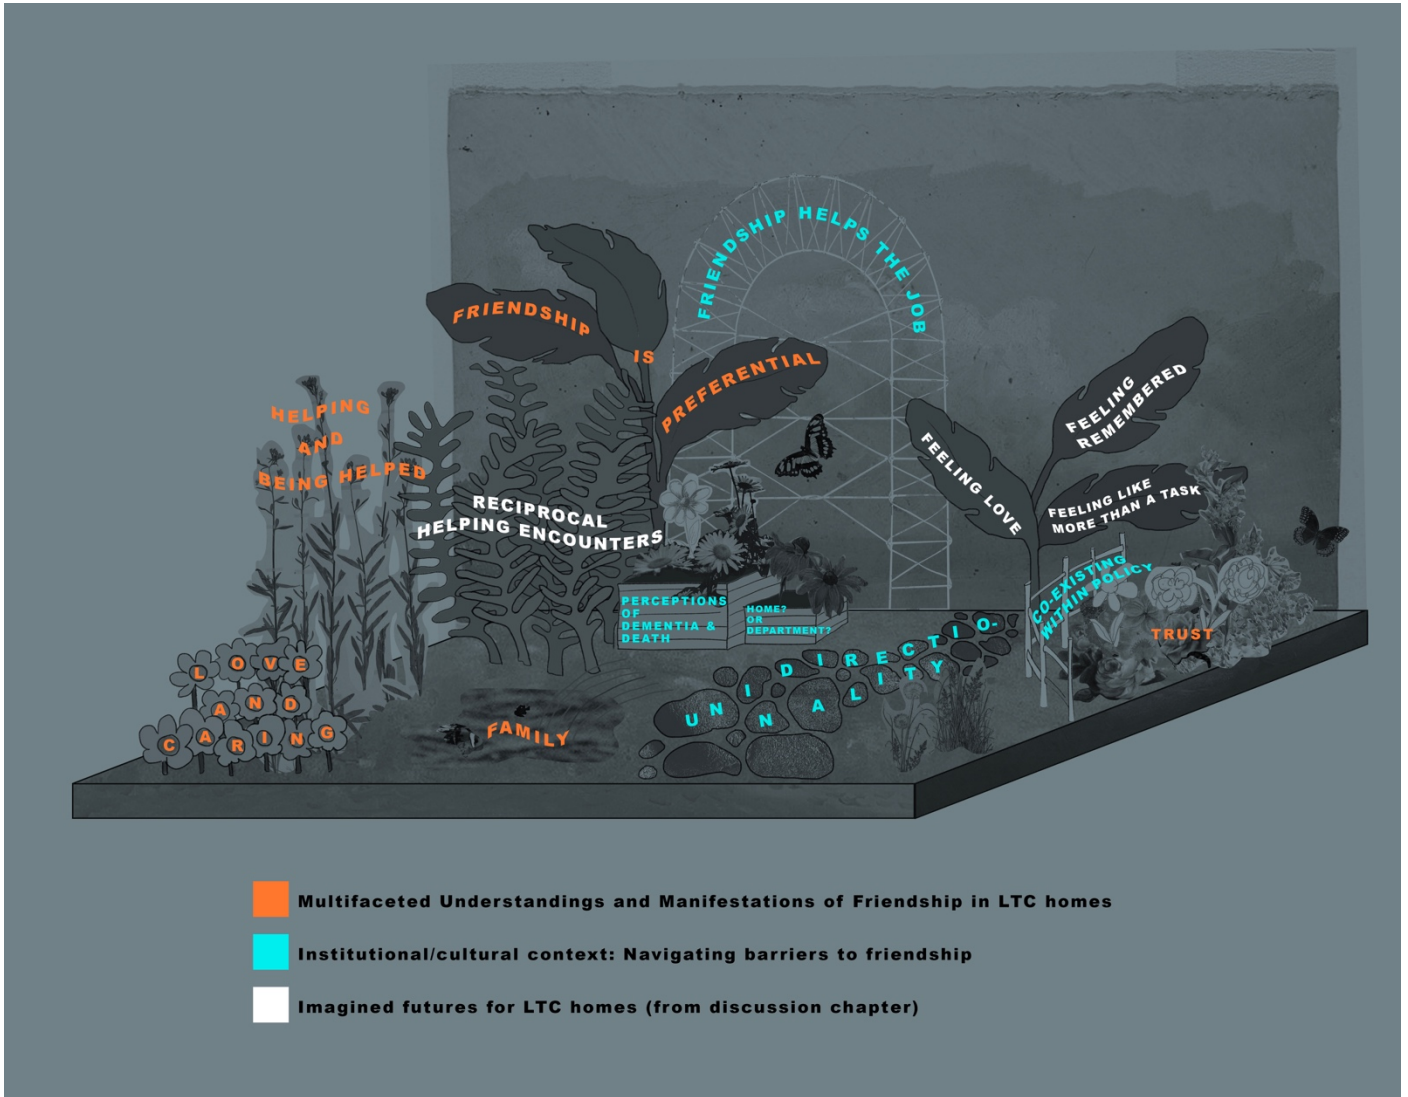 FRIENDSHIP HELPS THE JOB
FRIENDSHIP
IS
PREFERENTIAL
HELPING
AND
BEING HELPED
RECIPROCAL
HELPING ENCOUNTERS
FEELING
REMEMBERED
FEELING LOVE
FEELING LIKE
MORE THAN A TASK
CO-EXISTING
WITHIN POLICY
TRUST
PERCEPTIONS
OF
DEMENTIA &
DEATH
HOME?
OR
DEPARTMENT?
UNIDIRECTIO-
NALITY
LOVE
AND
CARING
FAMILY
Multifaceted Understandings and Manifestations of Friendship in LTC homes
Institutional/cultural context: Navigating barriers to friendship
Imagined futures for LTC homes (from discussion chapter)